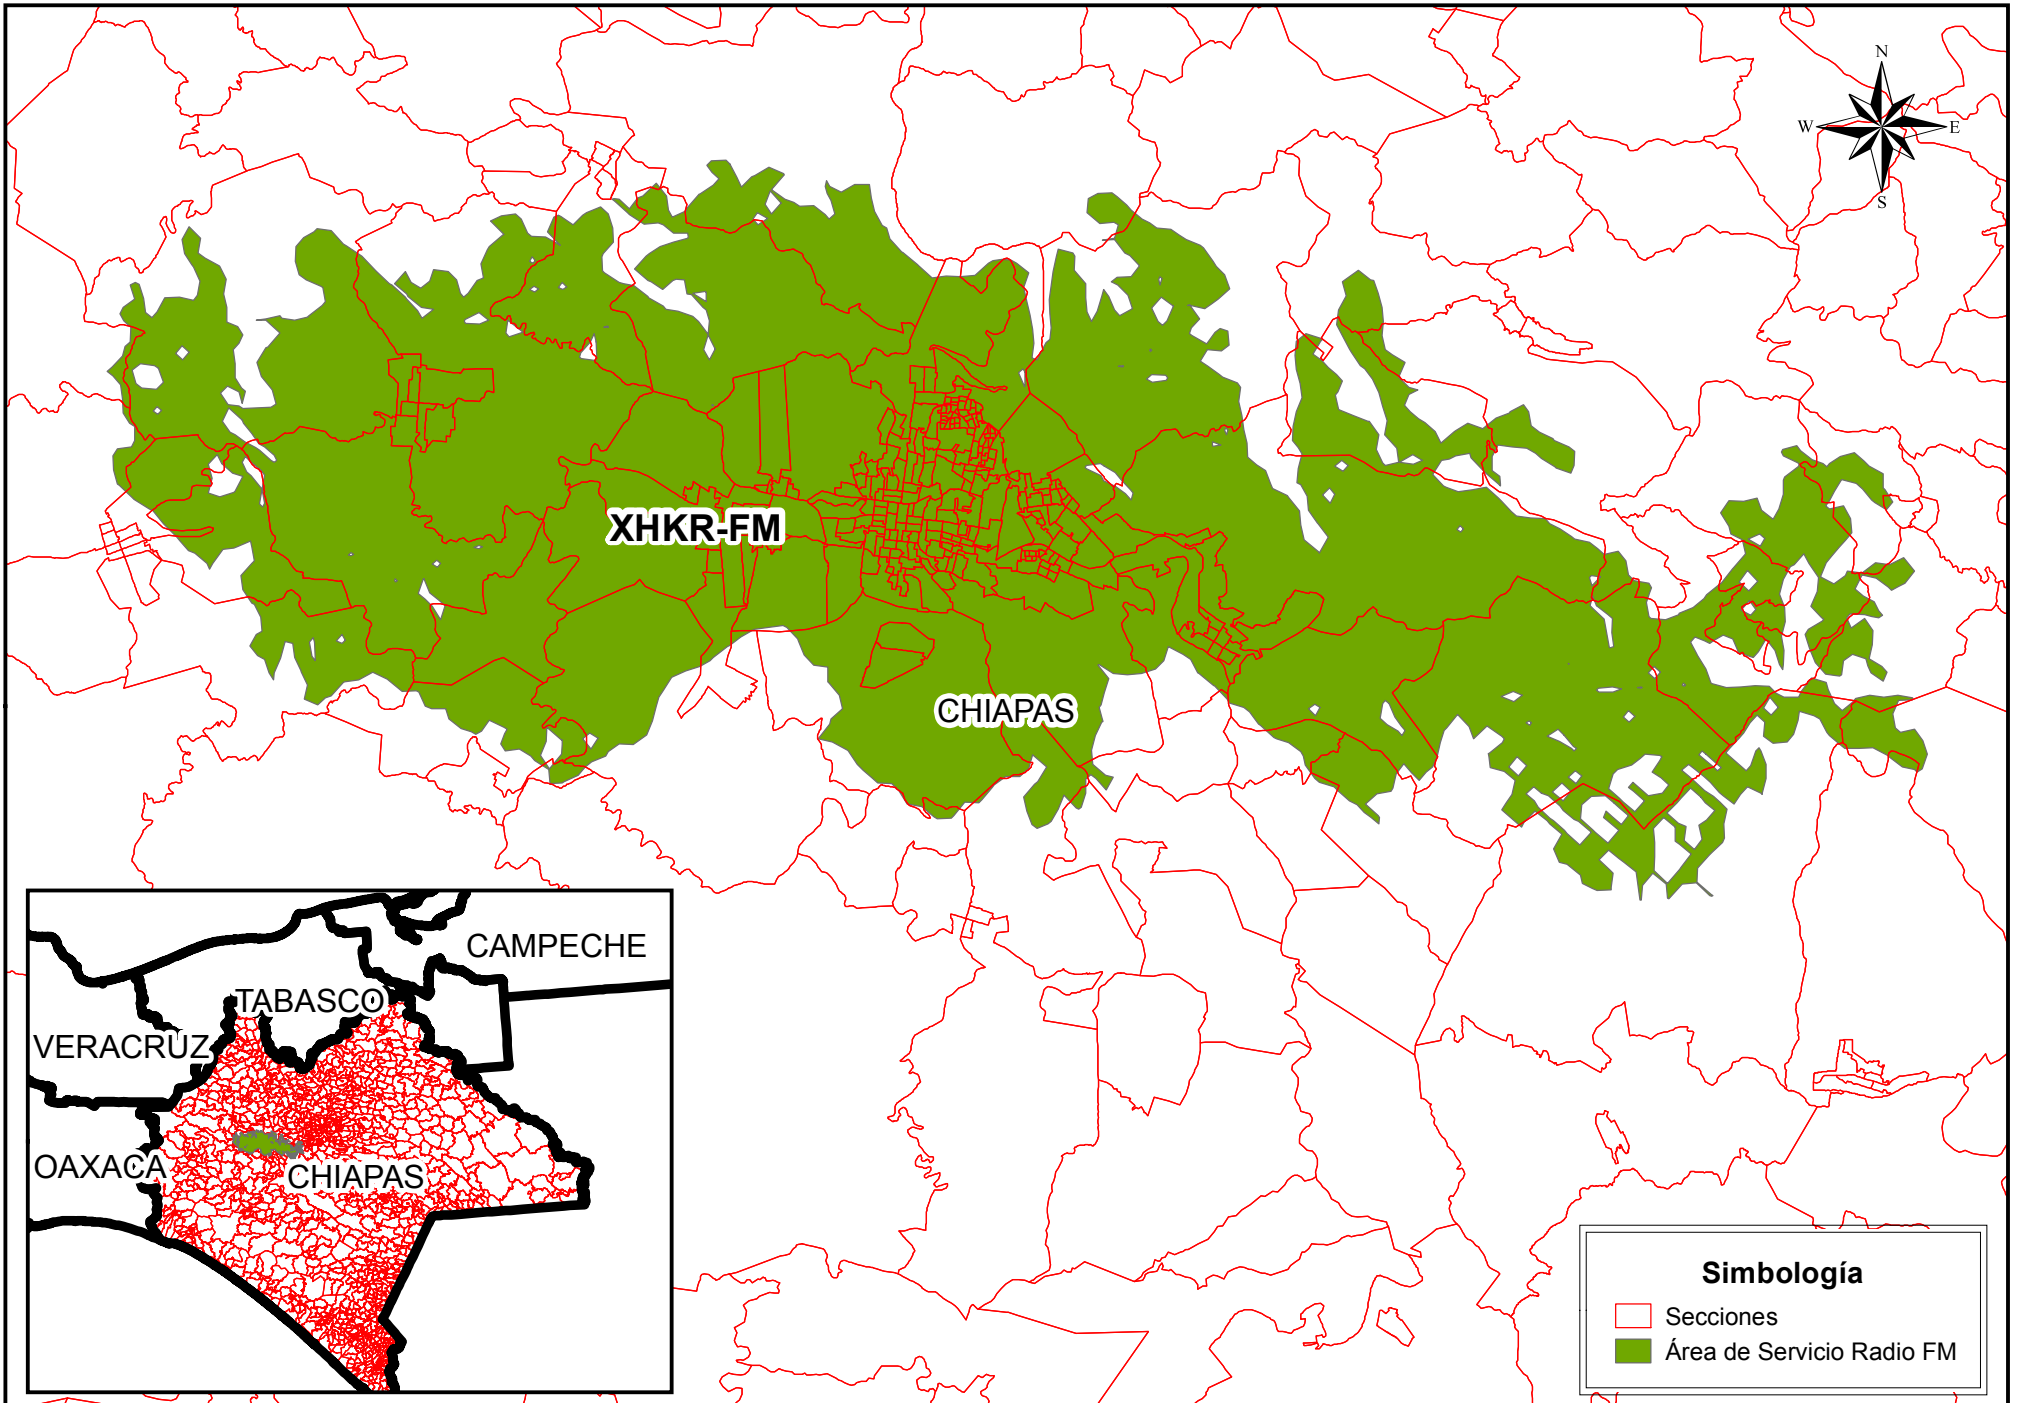 N
W E
S
XHKR-FM
CHIAPAS
CAMPECHE
TABASCO
VERACRUZ
OAXACA
CHIAPAS
Simbología
Secciones
Área de Servicio Radio FM